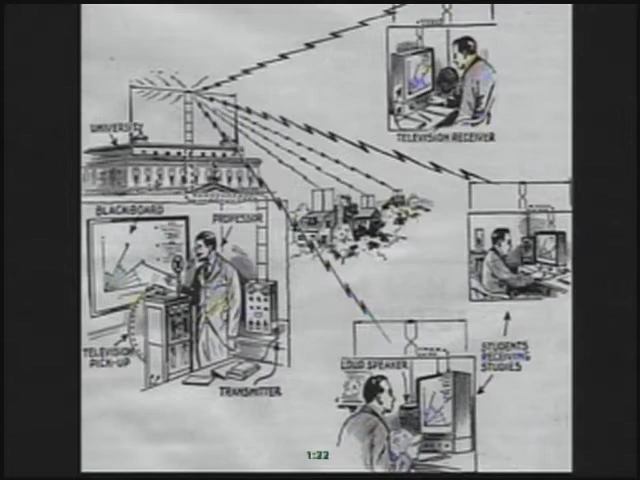 UNIVERSITY
TELEVISION RECEIVER
BLACKBOARD
PROFESSOR
TELEVISION
PICK-UP
TRANSMITTER
LOUD SPEAKER
STUDENTS
RECEIVING
STUDIES
1:22